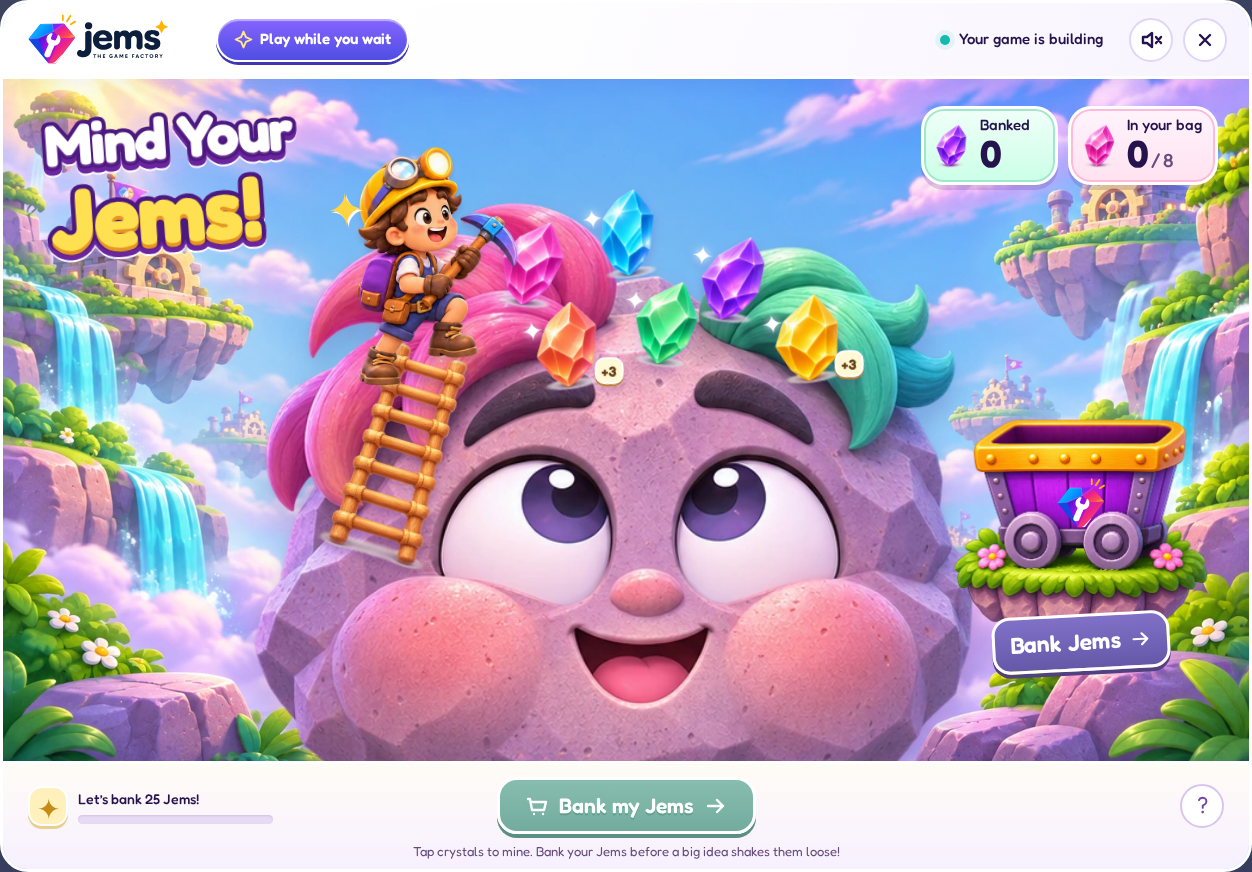 jems
THE GAME FACTORY
Play while you wait
Your game is building
Mind Your
Jems!
Banked
0
In your bag
0 / 8
+3
+3
Bank Jems
Let's bank 25 Jems!
Bank my Jems
?
Tap crystals to mine. Bank your Jems before a big idea shakes them loose!